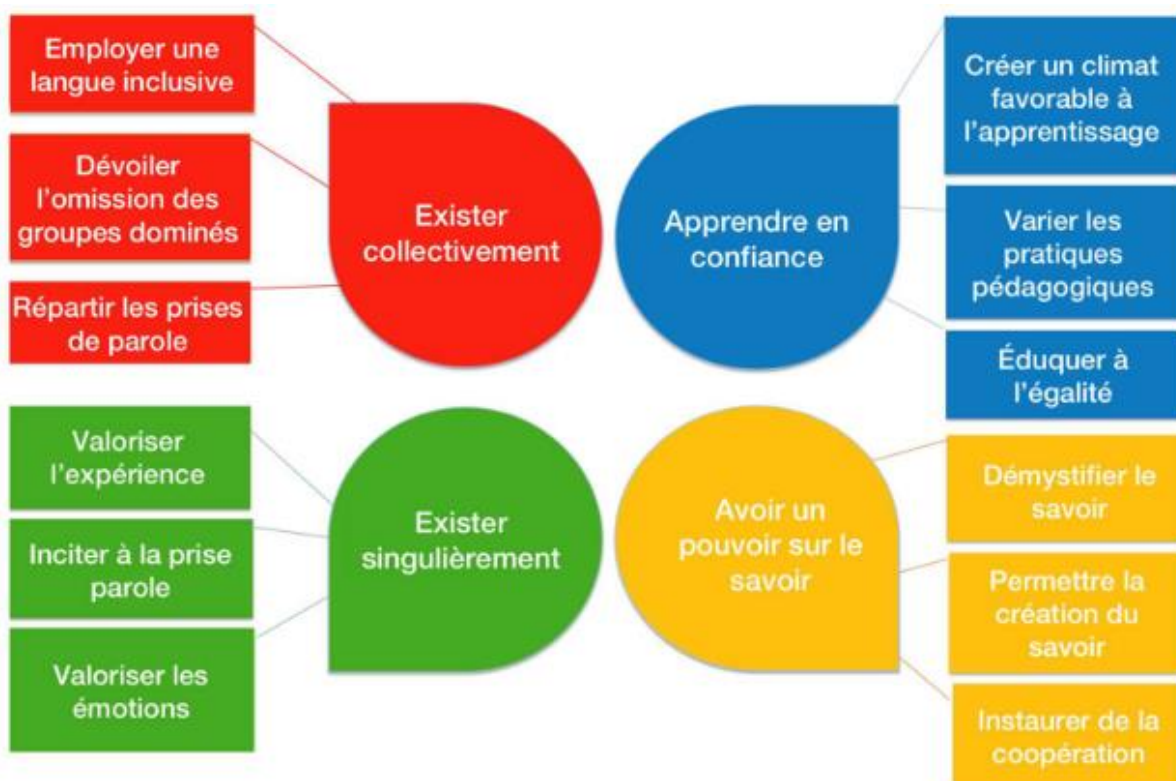 Employer une
langue inclusive
Dévoiler
l'omission des
groupes dominés
Répartir les prises
de parole
Exister
collectivement
Apprendre en
confiance
Créer un climat
favorable à
l'apprentissage
Varier les
pratiques
pédagogiques
Éduquer à
l'égalité
Valoriser
l'expérience
Inciter à la prise
parole
Valoriser les
émotions
Exister
singulièrement
Avoir un
pouvoir sur le
savoir
Démystifier le
savoir
Permettre la
création du
savoir
Instaurer de la
coopération